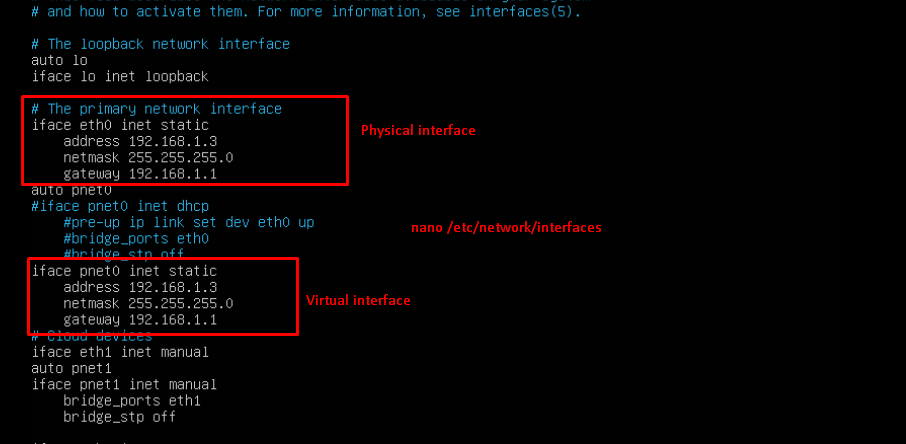 # and how to activate them. For more information, see interfaces(5).
# The loopback network interface
auto lo
iface lo inet loopback
# The primary network interface
iface eth0 inet static
address 192.168.1.3
netmask 255.255.255.0
gateway 192.168.1.1
Physical interface
auto pnet0
#iface pnet0 inet dhcp
#pre-up ip link set dev eth0 up
#bridge_ports eth0
#bridge_stp off
nano /etc/network/interfaces
iface pnet0 inet static
address 192.168.1.3
netmask 255.255.255.0
gateway 192.168.1.1
Virtual interface
# Cloud devices
iface eth1 inet manual
auto pnet1
iface pnet1 inet manual
bridge_ports eth1
bridge_stp off